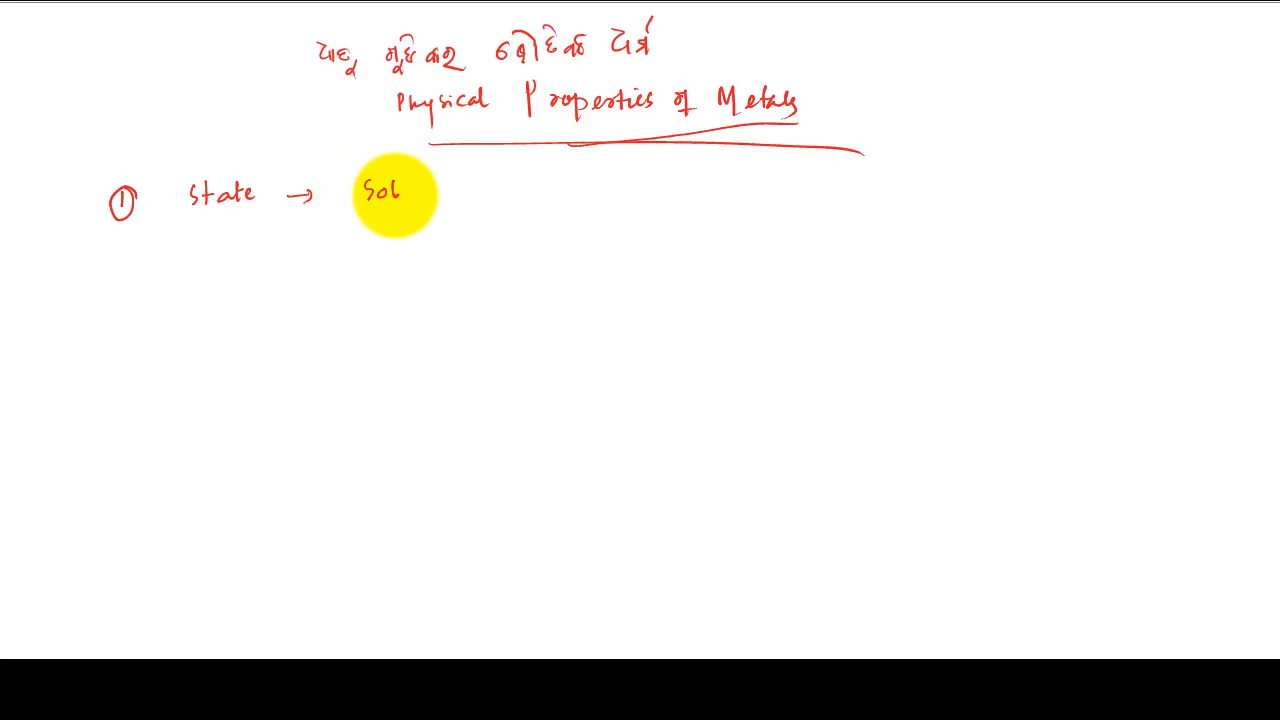 ଧାତୁ ଗୁଡ଼ିକର ଭୌତିକ ଧର୍ମ
Physical Properties of Metals
① State → Sol